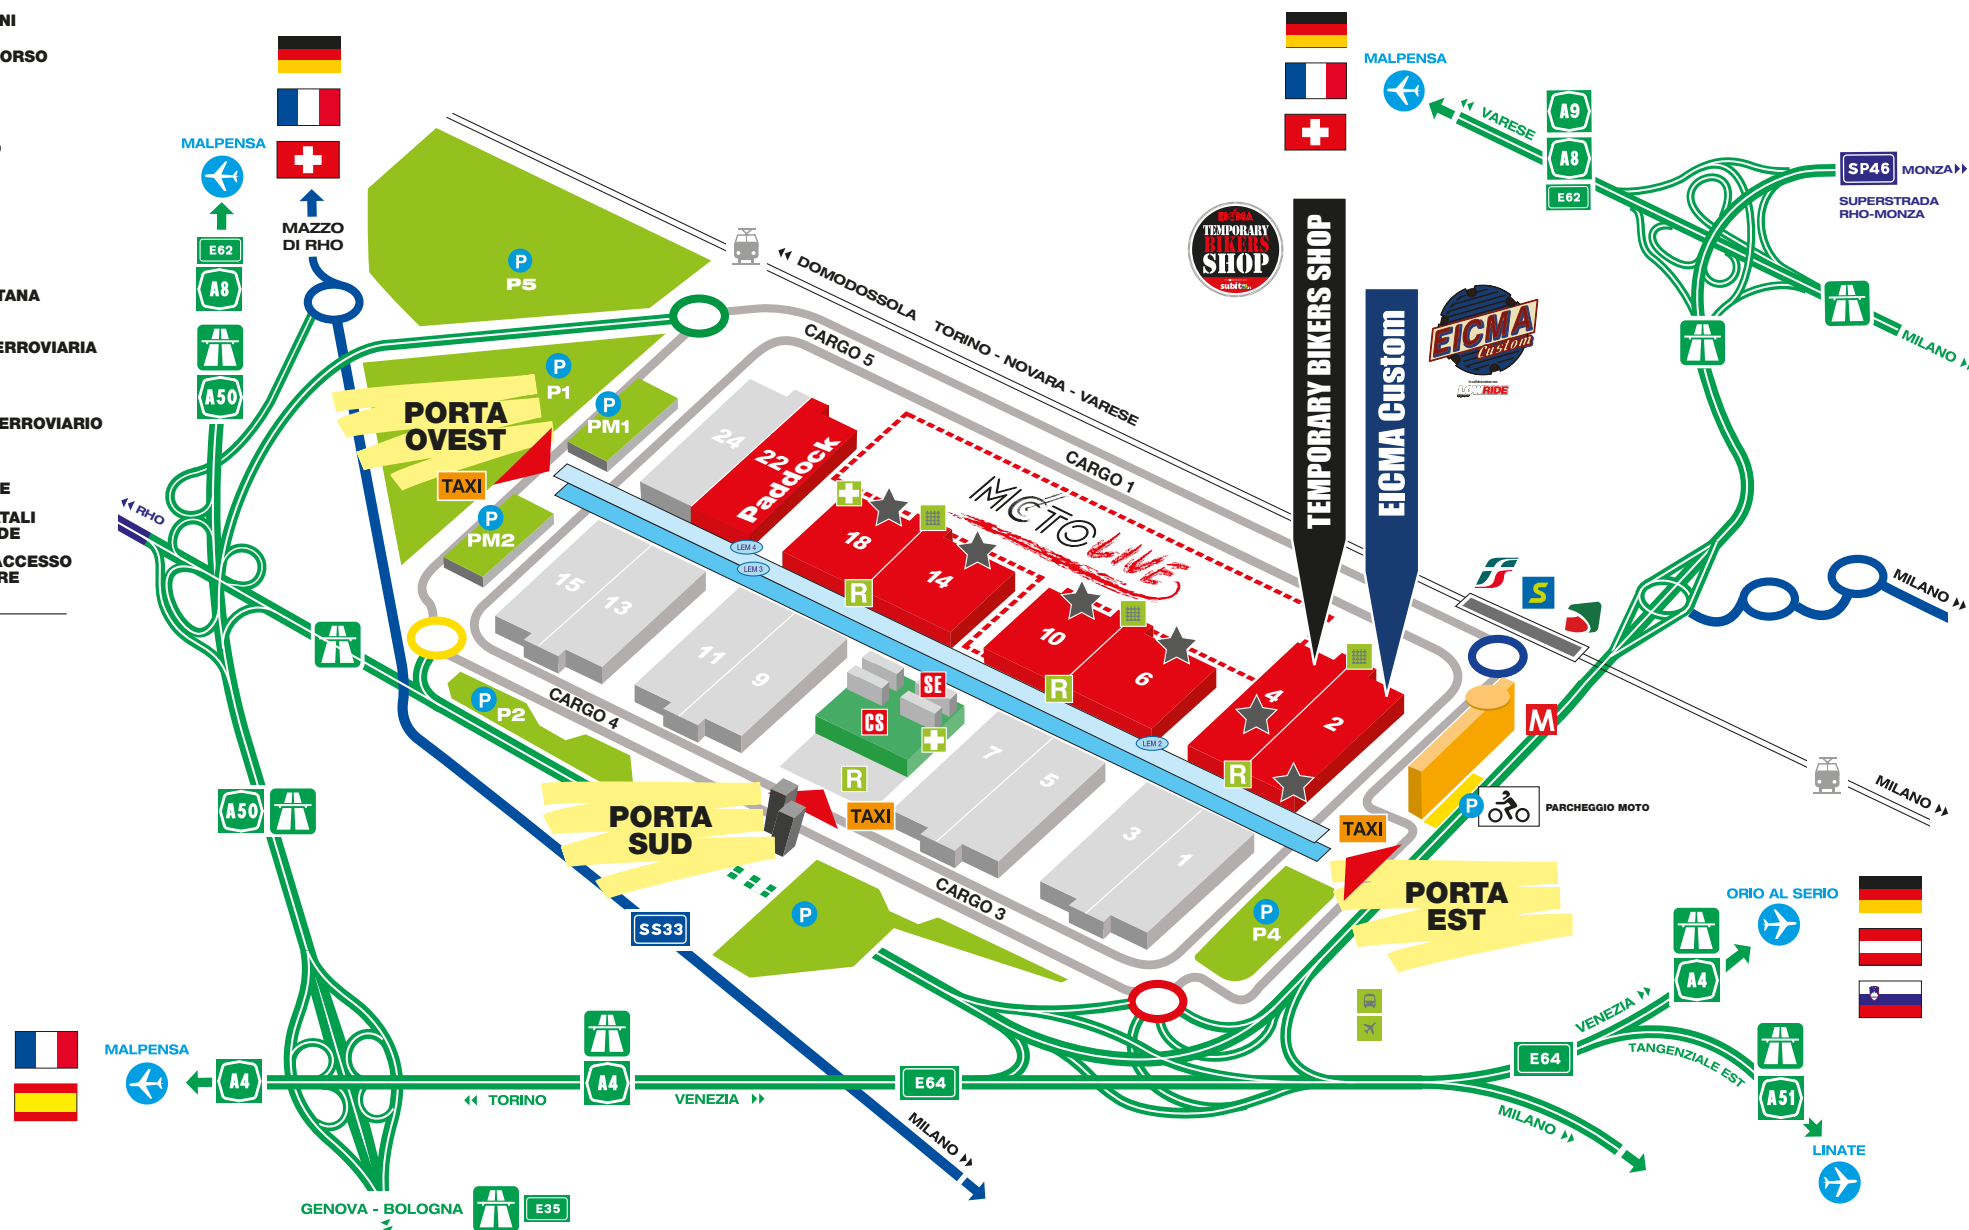 NI
ORSO
TANA
ERROVIARIA
ERROVIARIO
E
TALI
DE
ACCESSO
RE
MALPENSA
E62
A8
A50
MAZZO
DI RHO
RHO
P
P5
P
P1
P
PM1
PORTA
OVEST
TAXI
P
PM2
DOMODOSSOLA TORINO - NOVARA - VARESE
CARGO 5
CARGO 1
24
22
Paddock
MOTO LIVE
18
14
10
6
4
2
LEM 4
LEM 3
LEM 2
R
R
R
15
13
11
9
7
5
3
1
SE
CS
R
CARGO 4
CARGO 3
P
P2
PORTA
SUD
TAXI
P
SS33
EICMA
TEMPORARY
BIKERS
SHOP
subito.it
TEMPORARY BIKERS SHOP
EICMA Custom
EICMA
Custom
LOWRIDE
MALPENSA
VARESE
A9
A8
E62
SP46
MONZA
SUPERSTRADA
RHO-MONZA
MILANO
MILANO
S
M
MILANO
P
PARCHEGGIO MOTO
TAXI
PORTA
EST
P
P4
A50
MALPENSA
A4
TORINO
A4
VENEZIA
E64
MILANO
GENOVA - BOLOGNA
E35
ORIO AL SERIO
A4
VENEZIA
E64
TANGENZIALE EST
A51
MILANO
LINATE